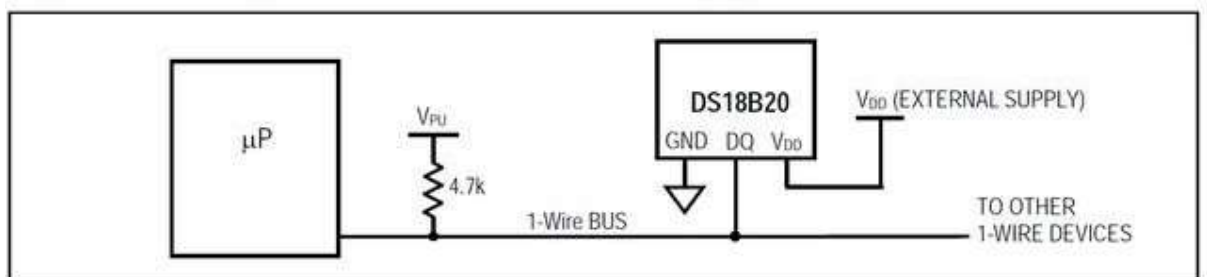 μP
VPU
4.7k
1-Wire BUS
DS18B20
GND DQ VDD
VDD (EXTERNAL SUPPLY)
TO OTHER
1-WIRE DEVICES